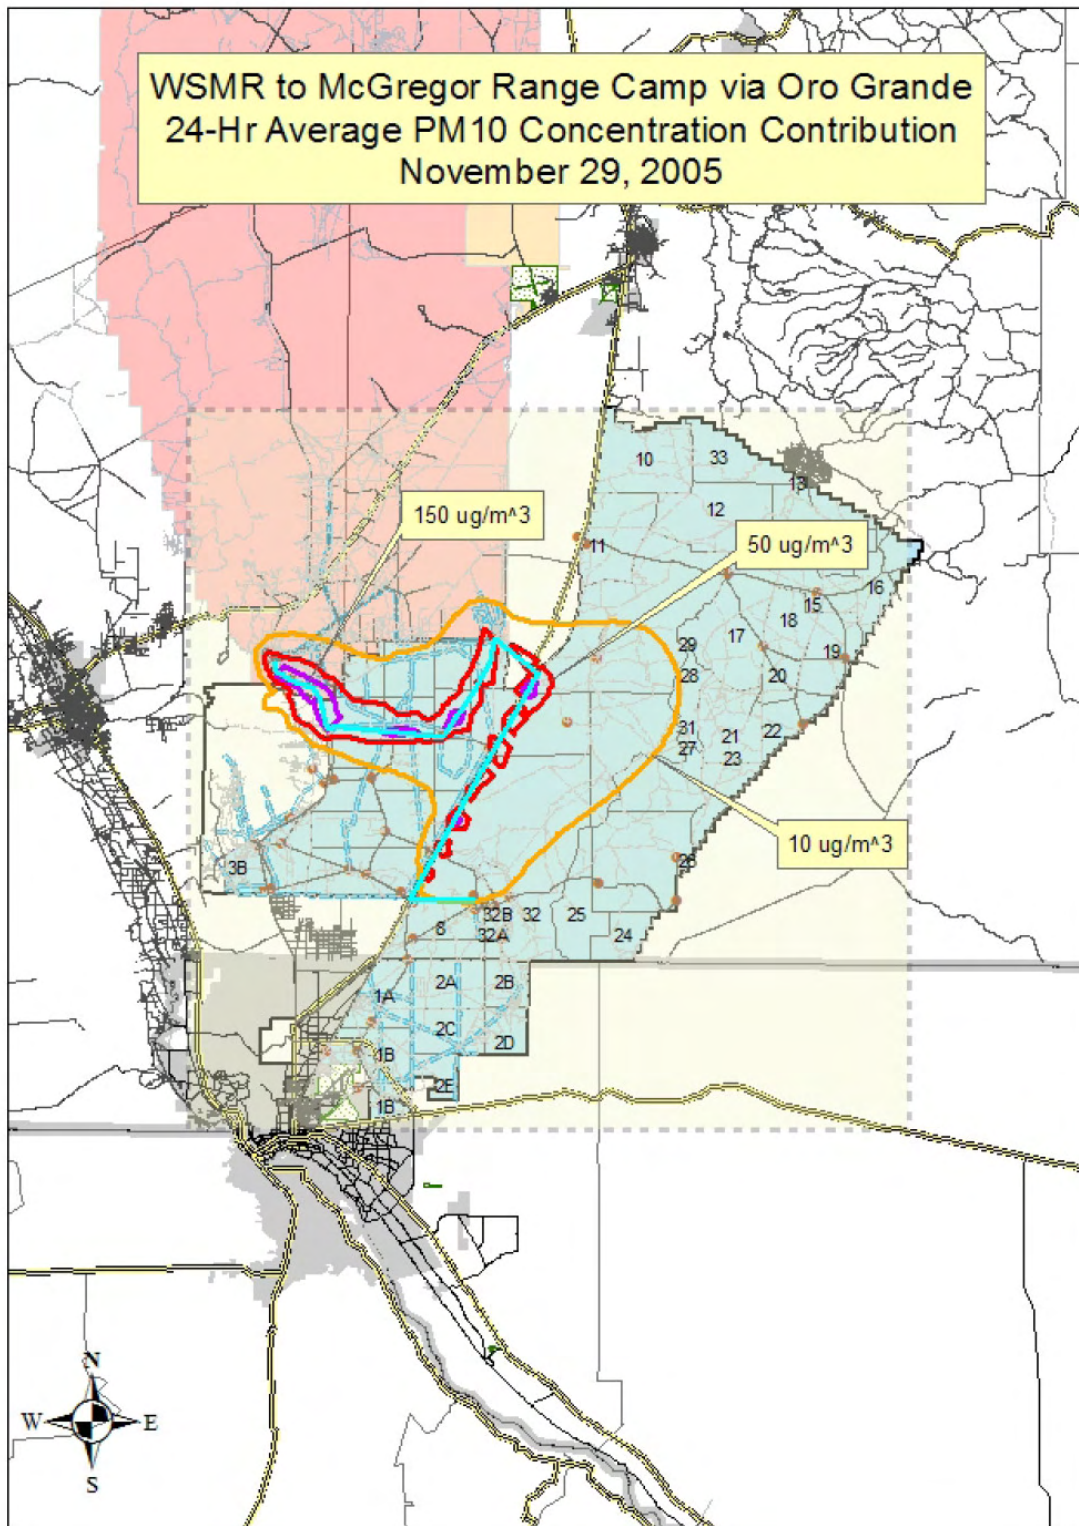 WSMR to McGregor Range Camp via Oro Grande
24-Hr Average PM10 Concentration Contribution
November 29, 2005
10
33
13
150 ug/m^3
12
50 ug/m^3
11
16
15
18
17
29
19
28
20
31
22
21
27
23
10 ug/m^3
26
3B
32B
32
25
8
32A
24
2A
2B
1A
2C
2D
1B
2E
1B
N
W
E
S